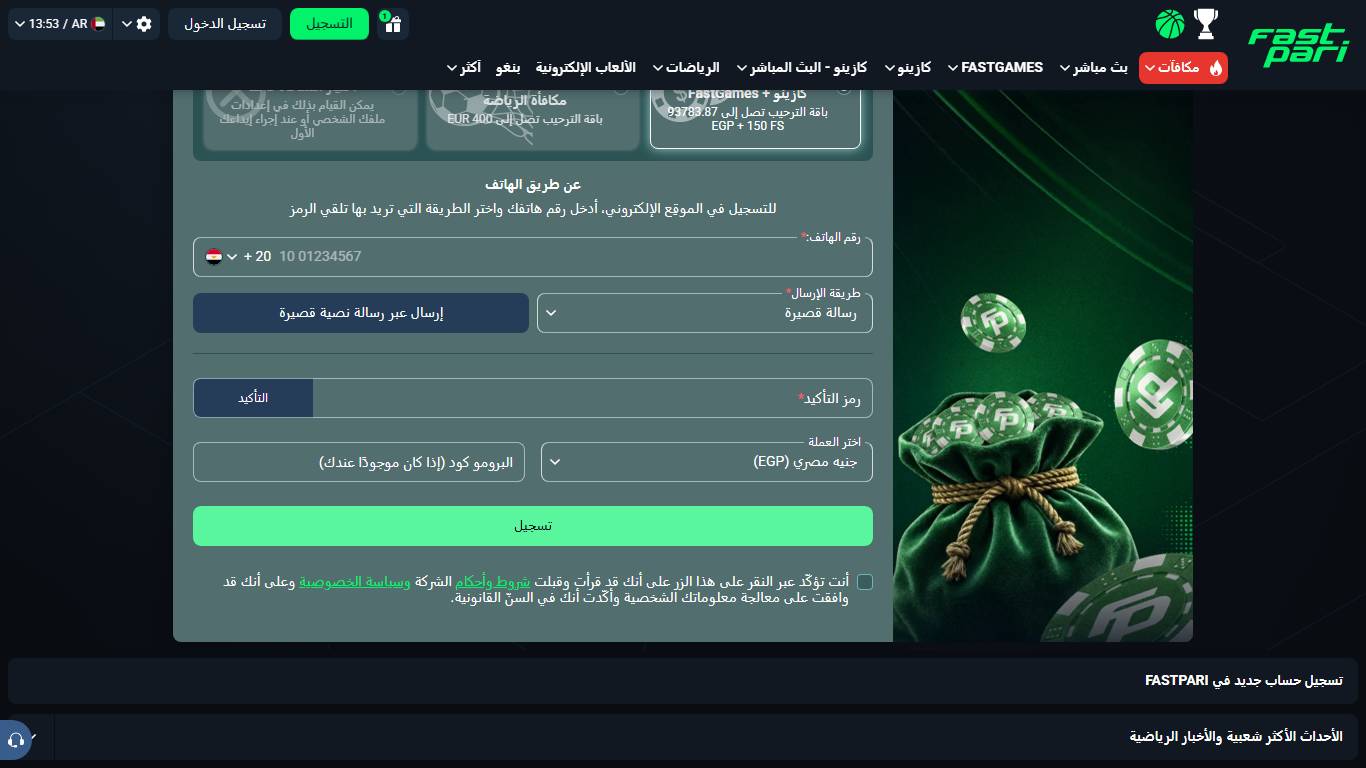 Fast pari
مكافآت
بث مباشر
FASTGAMES
كازينو
كازينو - البث المباشر
الرياضات
الألعاب الإلكترونية
بنغو
أكثر
1
التسجيل
تسجيل الدخول
13:53 / AR
كازينو + FastGames
باقة الترحيب تصل إلى 93783.87
EGP + 150 FS
مكافأة الرياضة
باقة الترحيب تصل إلى 400 EUR
يمكن القيام بذلك في إعدادات
ملفك الشخصي أو عند إجراء إيداعك
الأول
عن طريق الهاتف
للتسجيل في الموقع الإلكتروني، أدخل رقم هاتفك واختر الطريقة التي تريد بها تلقي الرمز
رقم الهاتف:*
+ 20 10 01234567
طريقة الإرسال*
رسالة قصيرة
إرسال عبر رسالة نصية قصيرة
رمز التأكيد*
التأكيد
اختر العملة
جنيه مصري (EGP)
البرومو كود (إذا كان موجودًا عندك)
تسجيل
أنت تؤكّد عبر النقر على هذا الزر على أنك قد قرأت وقبلت شروط وأحكام الشركة وسياسة الخصوصية وعلى أنك قد
وافقت على معالجة معلوماتك الشخصية وأكّدت أنك في السنّ القانونية.
FP
FP
FP
FP
FP
تسجيل حساب جديد في FASTPARI
الأحداث الأكثر شعبية والأخبار الرياضية